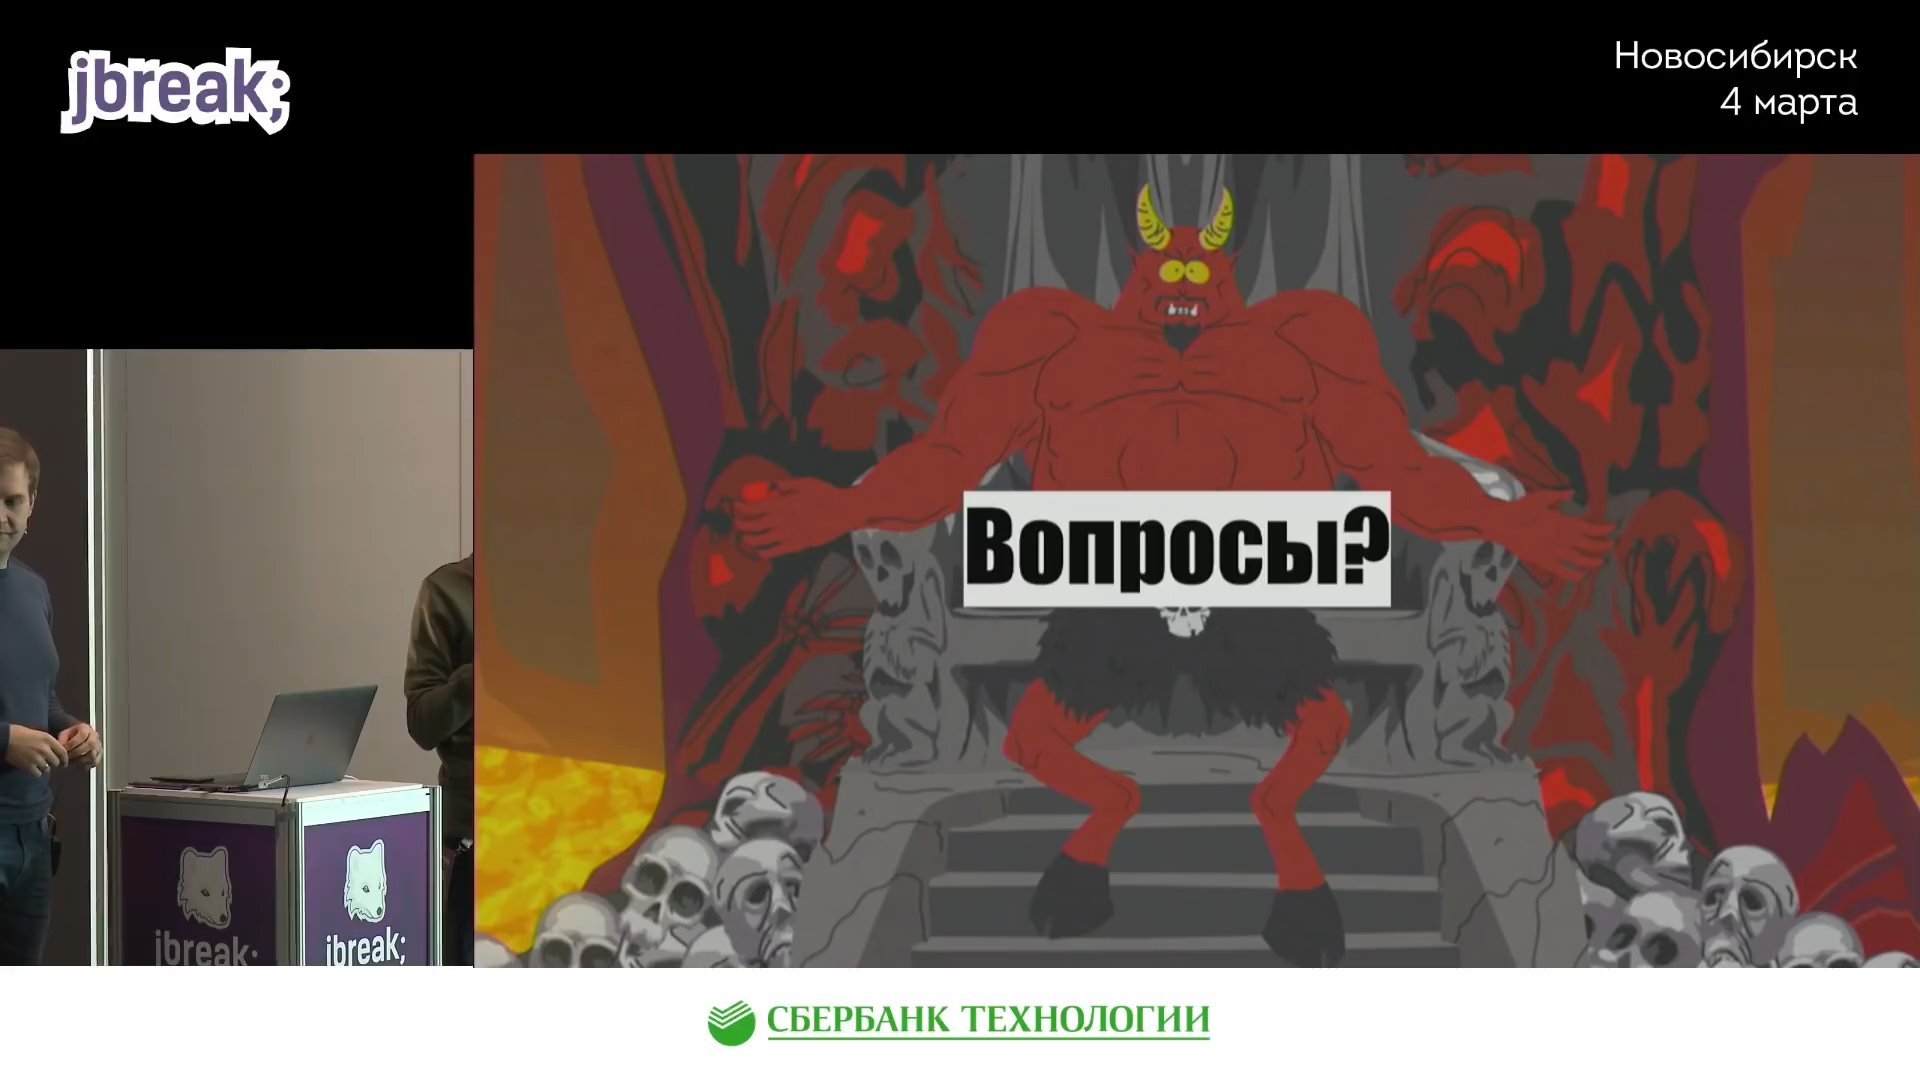 jbreak;
Новосибирск
4 марта
Вопросы?
jbreak;
jbreak;
СБЕРБАНК ТЕХНОЛОГИИ